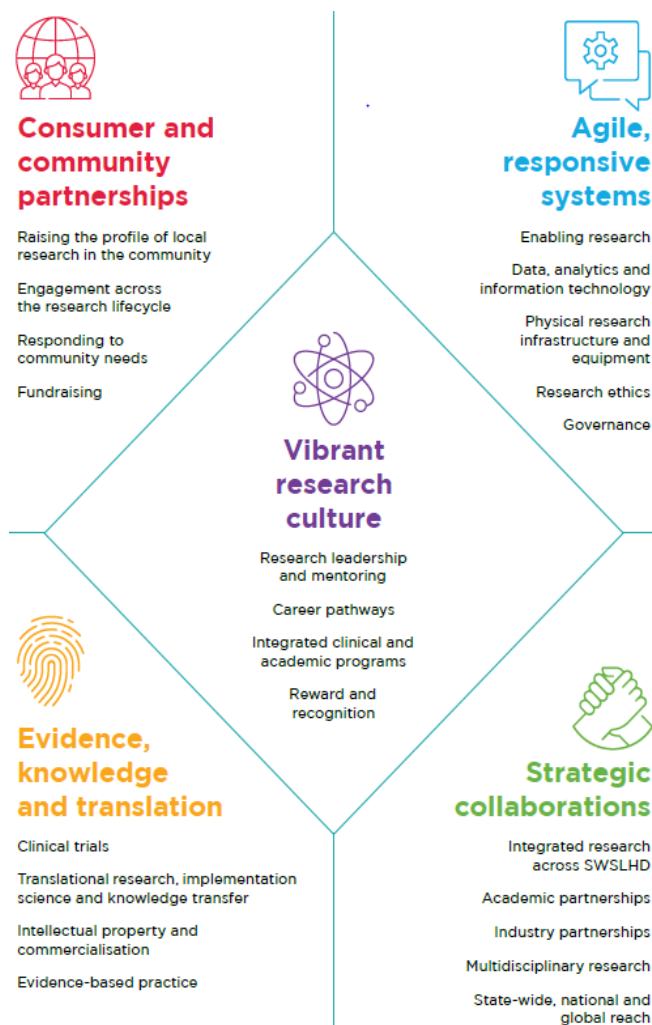 Consumer and
community
partnerships
Raising the profile of local
research in the community
Engagement across
the research lifecycle
Responding to
community needs
Fundraising
Agile,
responsive
systems
Enabling research
Data, analytics and
information technology
Physical research
infrastructure and
equipment
Research ethics
Governance
Vibrant
research
culture
Research leadership
and mentoring
Career pathways
Integrated clinical and
academic programs
Reward and
recognition
Evidence,
knowledge
and translation
Clinical trials
Translational research, implementation
science and knowledge transfer
Intellectual property and
commercialisation
Evidence-based practice
Strategic
collaborations
Integrated research
across SWSLHD
Academic partnerships
Industry partnerships
Multidisciplinary research
State-wide, national and
global reach